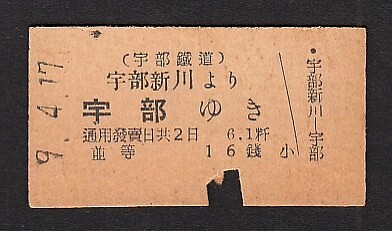 9.4.17
(宇部鐵道)
宇部新川より
宇部ゆき
通用發賣日共2日 6.1粁
並等 16錢 小
宇部新川 宇部